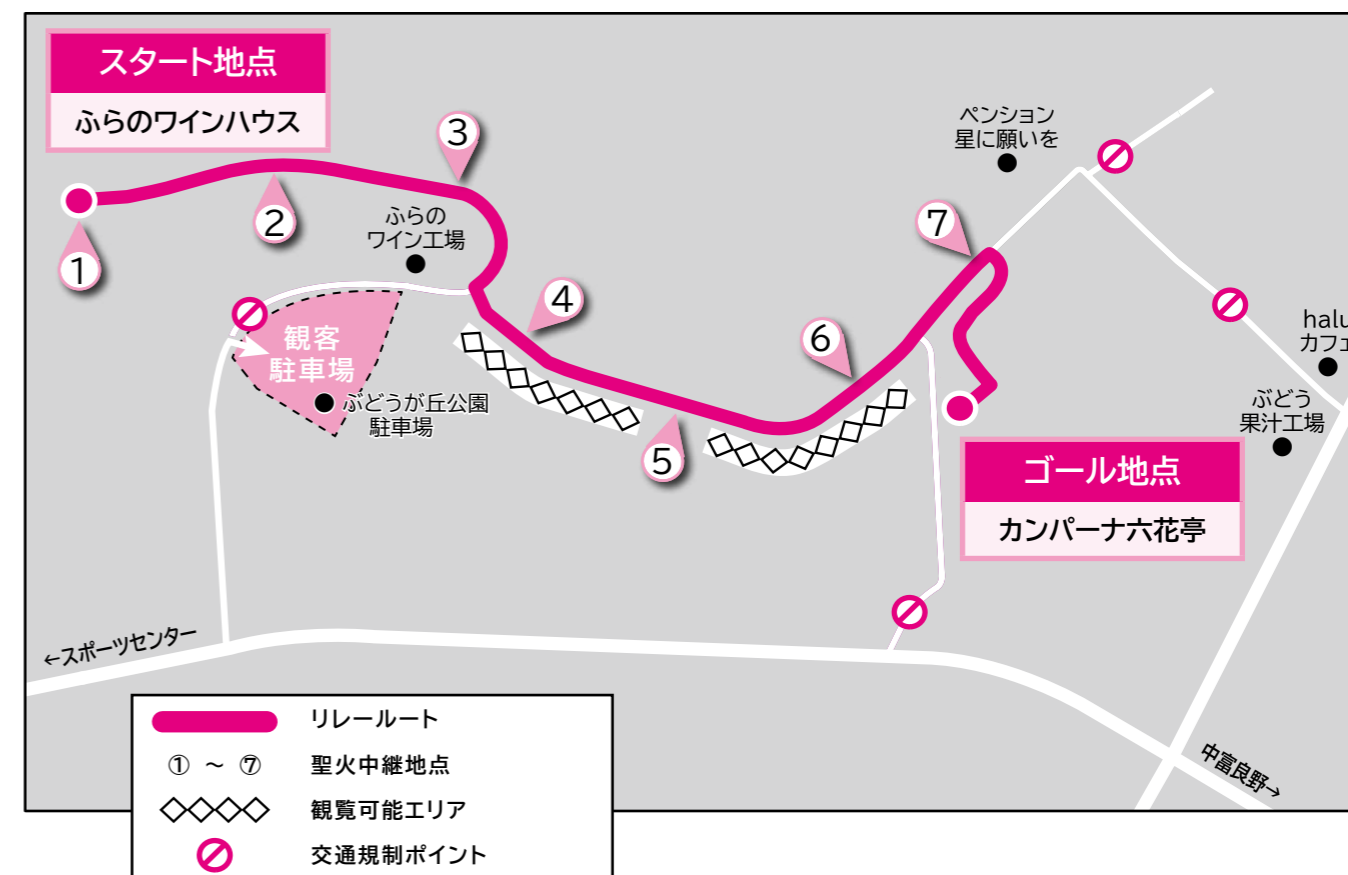 スタート地点
ふらのワインハウス
①
②
③
ふらの
ワイン工場
④
観客
駐車場
ぶどうが丘公園
駐車場
⑤
⑥
⑦
ペンション
星に願いを
halu
カフェ
ぶどう
果汁工場
ゴール地点
カンパーナ六花亭
←スポーツセンター
中富良野→
リレールート
① ～ ⑦ 聖火中継地点
観覧可能エリア
交通規制ポイント